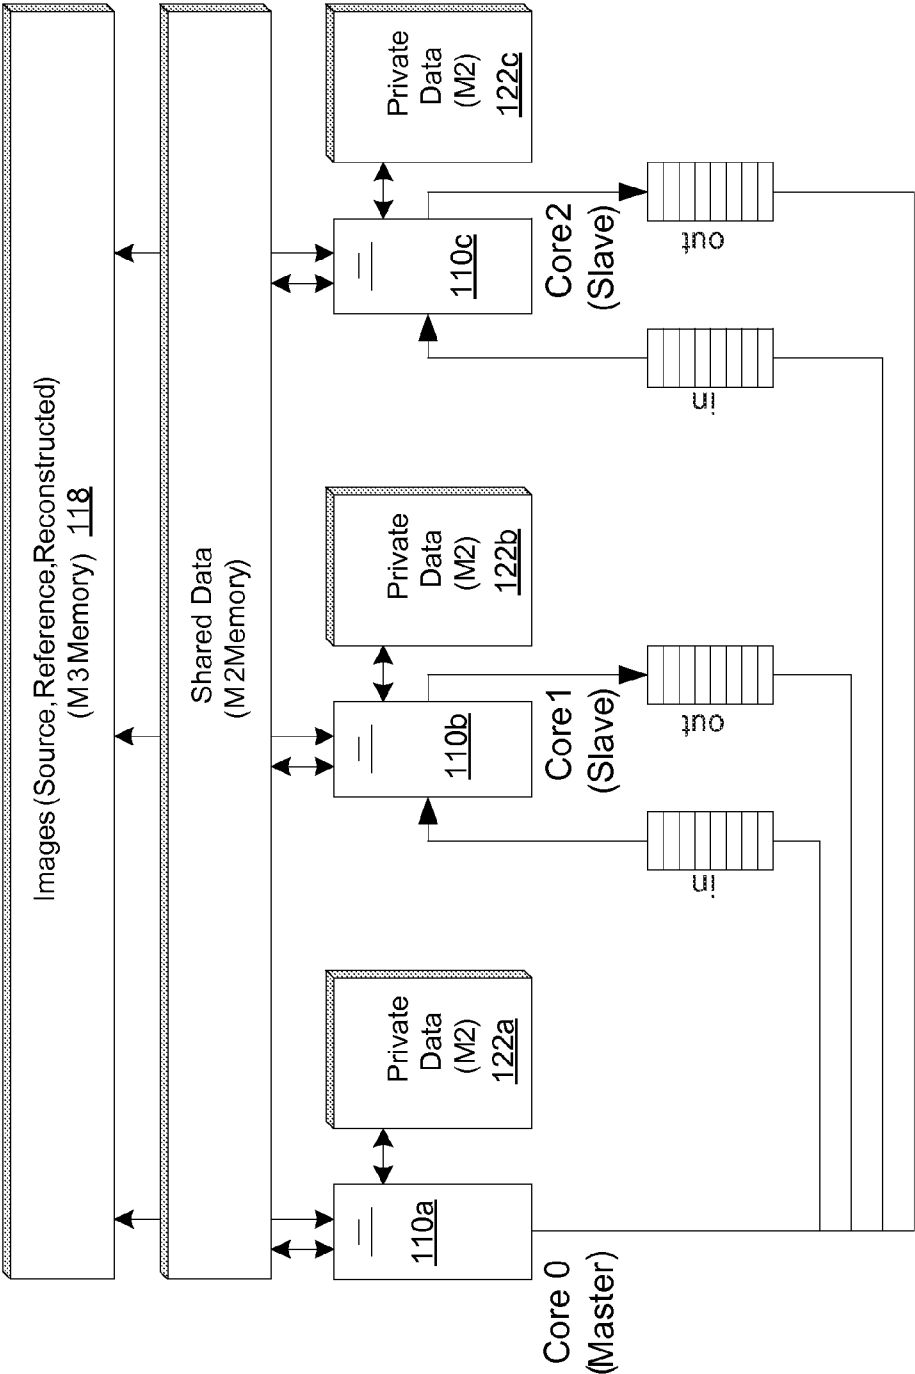 Images (Source, Reference, Reconstructed)
(M3 Memory) 118
Shared Data
(M2 Memory)
Private
Data
(M2)
122a
Private
Data
(M2)
122b
Private
Data
(M2)
122c
110a
110b
110c
Core 0
(Master)
Core1
(Slave)
Core2
(Slave)
in
out
in
out